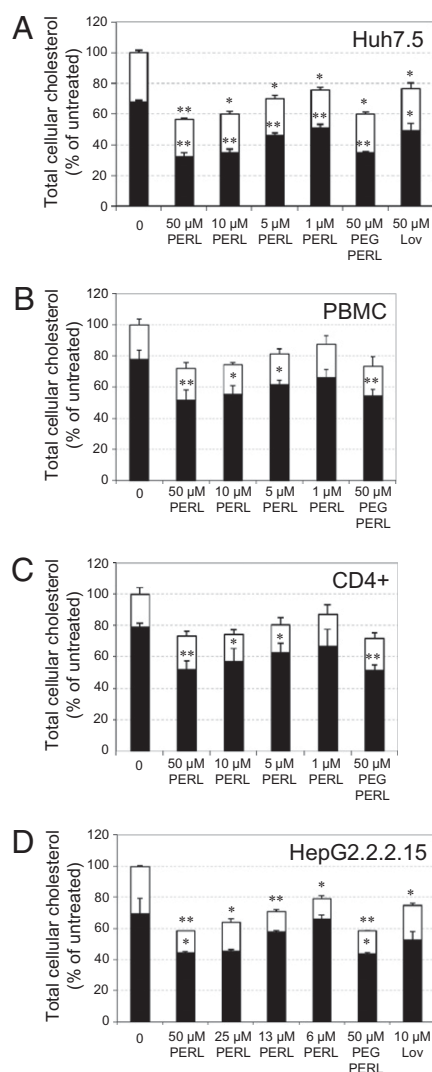 A
Huh7.5
Total cellular cholesterol
(% of untreated)
120
100
80
60
40
20
0
** * * * * *
** ** ** ** ** *
0 50 µM 10 µM 5 µM 1 µM 50 µM 50 µM
PERL PERL PERL PERL PEG Lov
PERL
B
PBMC
Total cellular cholesterol
(% of untreated)
120
100
80
60
40
20
0
** * * **
0 50 µM 10 µM 5 µM 1 µM 50 µM
PERL PERL PERL PERL PEG
PERL
C
CD4+
Total cellular cholesterol
(% of untreated)
120
100
80
60
40
20
0
** * * **
0 50 µM 10 µM 5 µM 1 µM 50 µM
PERL PERL PERL PERL PEG
PERL
D
HepG2.2.2.15
Total cellular cholesterol
(% of untreated)
120
100
80
60
40
20
0
** * ** * ** *
* *
0 50 µM 25 µM 13 µM 6 µM 50 µM 10 µM
PERL PERL PERL PERL PEG Lov
PERL